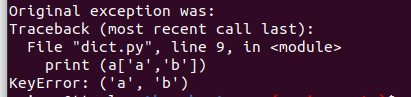 Original exception was:
Traceback (most recent call last):
  File "dict.py", line 9, in <module>
    print (a['a','b'])
KeyError: ('a', 'b')